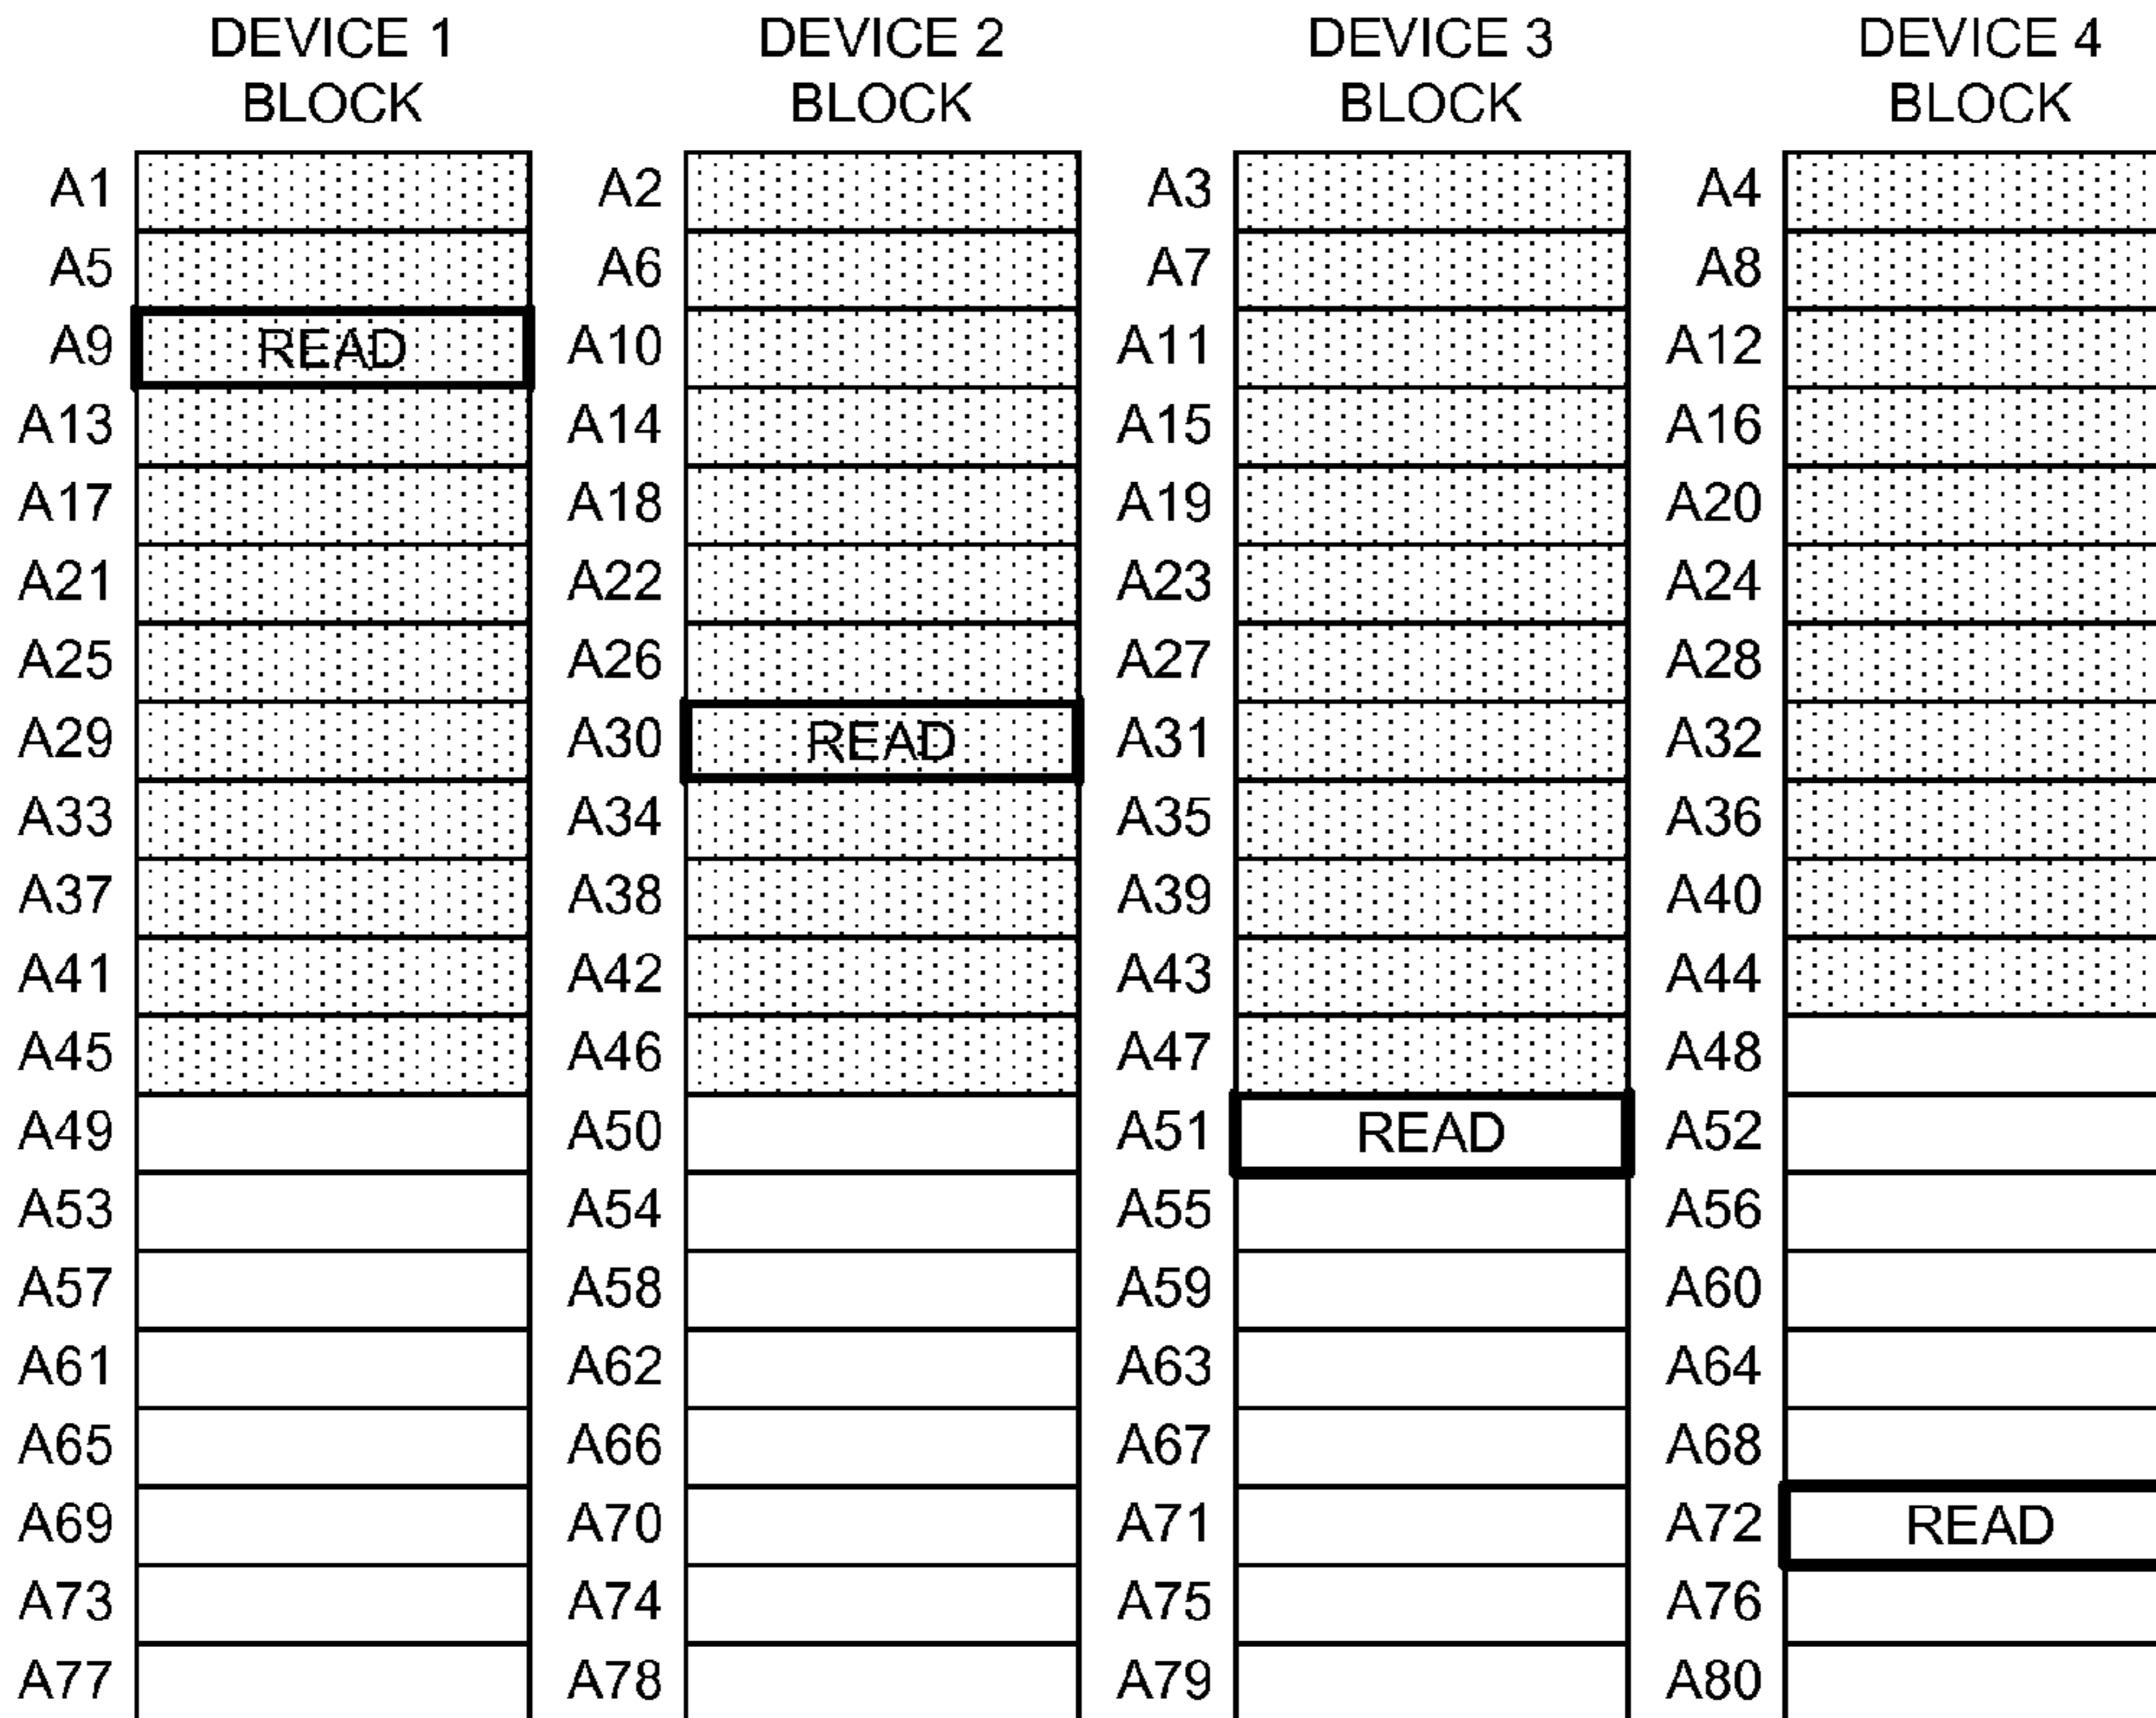 DEVICE 1 DEVICE 2 DEVICE 3 DEVICE 4
BLOCK BLOCK BLOCK BLOCK
A1 A2 A3 A4
A5 A6 A7 A8
A9 READ A10 A11 A12
A13 A14 A15 A16
A17 A18 A19 A20
A21 A22 A23 A24
A25 A26 A27 A28
A29 A30 READ A31 A32
A33 A34 A35 A36
A37 A38 A39 A40
A41 A42 A43 A44
A45 A46 A47 A48
A49 A50 A51 READ A52
A53 A54 A55 A56
A57 A58 A59 A60
A61 A62 A63 A64
A65 A66 A67 A68
A69 A70 A71 A72 READ
A73 A74 A75 A76
A77 A78 A79 A80